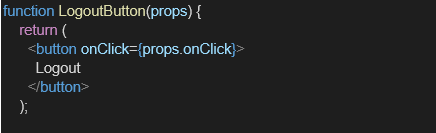 function LogoutButton(props) {
    return (
      <button onClick={props.onClick}>
        Logout
      </button>
    );